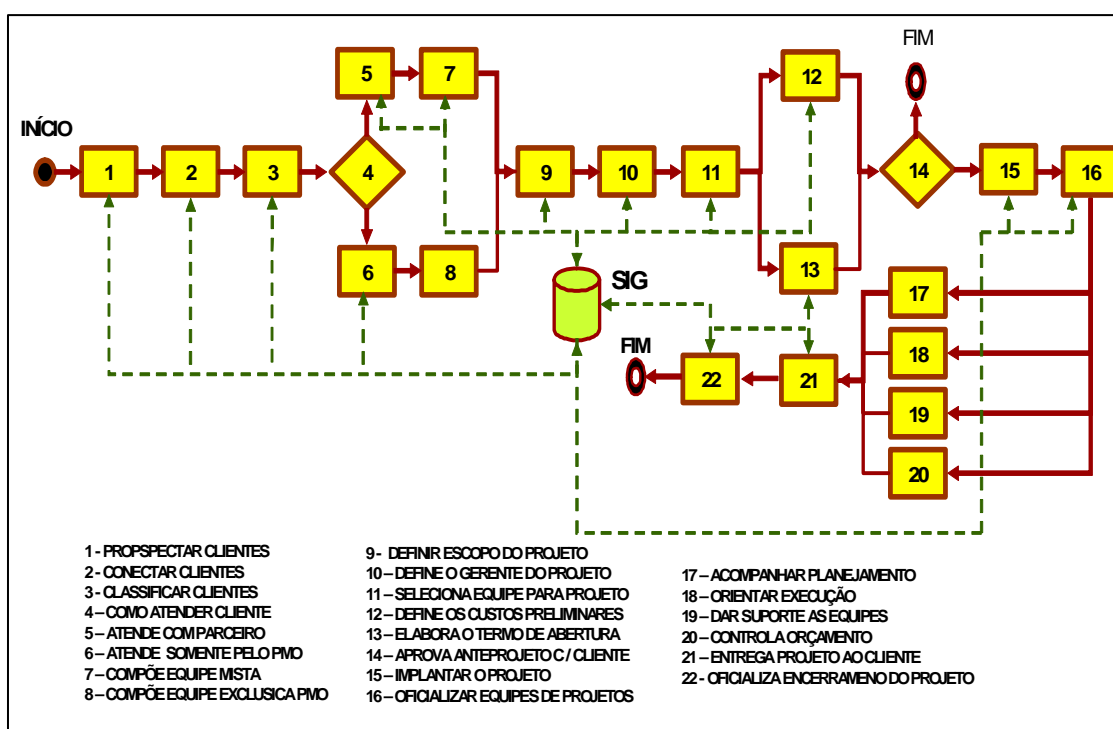 FIM
5
7
12
INÍCIO
1
2
3
4
9
10
11
14
15
16
6
8
13
SIG
17
FIM
18
22
21
19
20
1 - PROPSPECTAR CLIENTES
2 - CONECTAR CLIENTES
3 – CLASSIFICAR CLIENTES
4 – COMO ATENDER CLIENTE
5 – ATENDE COM PARCEIRO
6 – ATENDE SOMENTE PELO PMO
7 – COMPÕE EQUIPE MISTA
8 – COMPÕE EQUIPE EXCLUSICA PMO
9 - DEFINIR ESCOPO DO PROJETO
10 – DEFINE O GERENTE DO PROJETO
11 – SELECIONA EQUIPE PARA PROJETO
12 – DEFINE OS CUSTOS PRELIMINARES
13 – ELABORA O TERMO DE ABERTURA
14 – APROVA ANTEPROJETO C / CLIENTE
15 – IMPLANTAR O PROJETO
16 – OFICIALIZAR EQUIPES DE PROJETOS
17 – ACOMPANHAR PLANEJAMENTO
18 – ORIENTAR EXECUÇÃO
19 – DAR SUPORTE AS EQUIPES
20 – CONTROLA ORÇAMENTO
21 – ENTREGA PROJETO AO CLIENTE
22 - OFICIALIZA ENCERRAMENO DO PROJETO